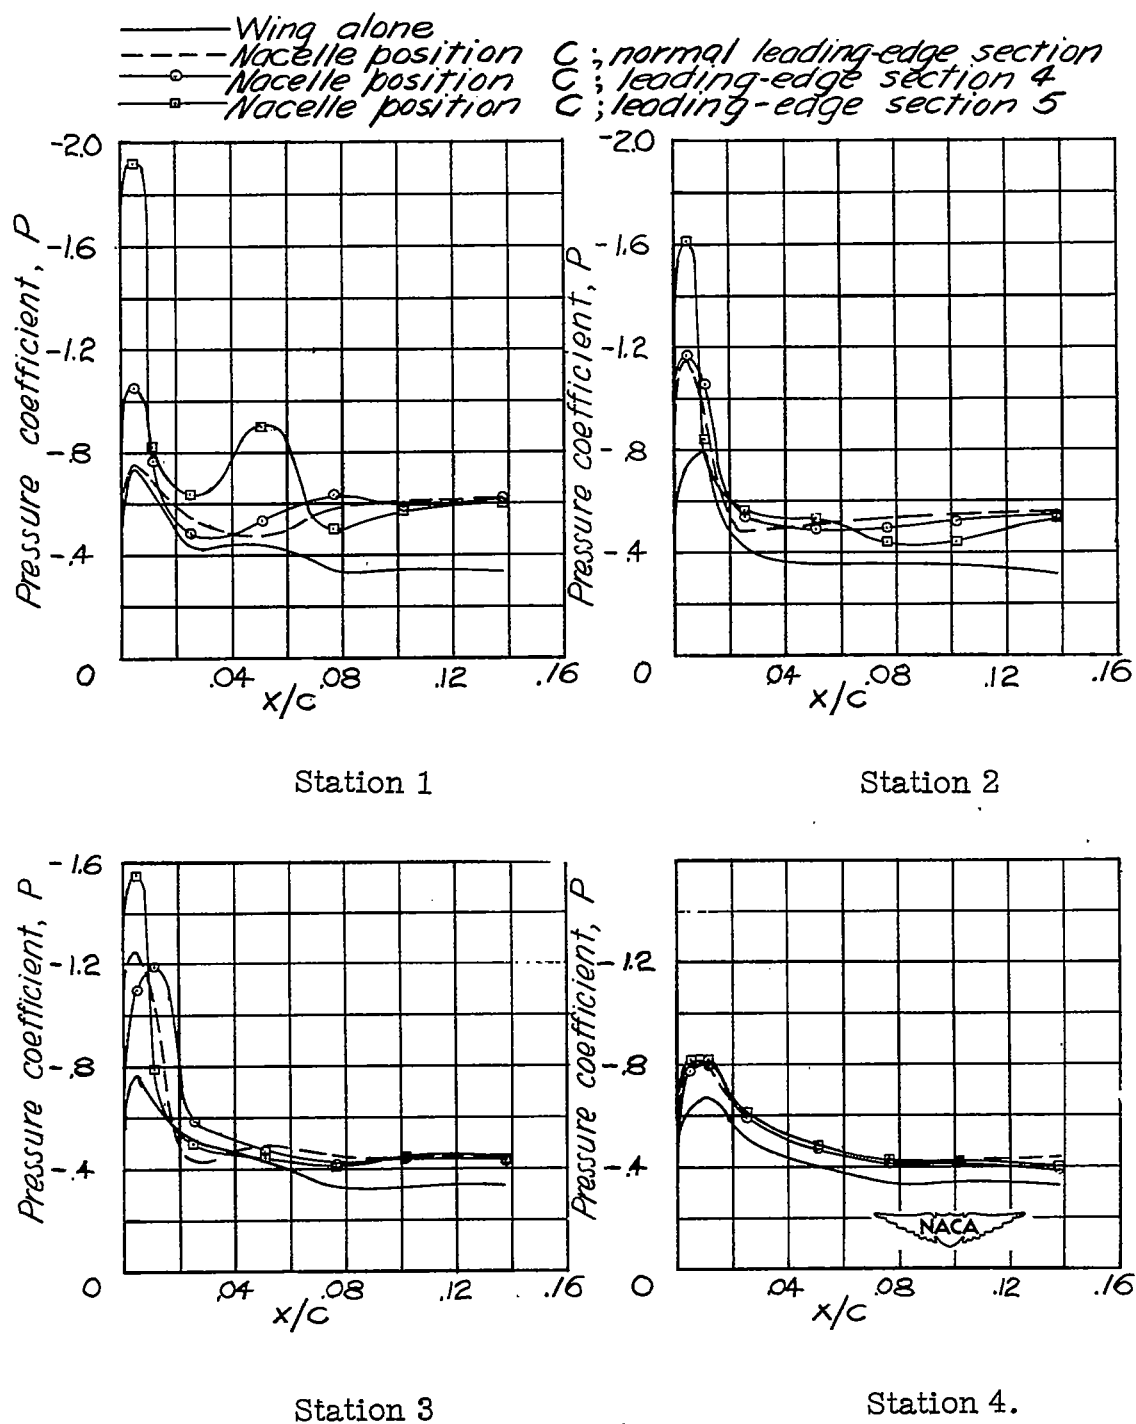 Wing alone
Nacelle position C; normal leading-edge section
Nacelle position C; leading-edge section 4
Nacelle position C; leading-edge section 5
-2.0
-1.6
-1.2
-.8
-.4
0
Pressure coefficient, P
.04
.08
.12
.16
x/c
Station 1
-2.0
-1.6
-1.2
-.8
-.4
0
Pressure coefficient, P
.04
.08
.12
.16
x/c
Station 2
-1.6
-1.2
-.8
-.4
0
Pressure coefficient, P
.04
.08
.12
.16
x/c
Station 3
-1.2
-.8
-.4
0
Pressure coefficient, P
NACA
.04
.08
.12
.16
x/c
Station 4.